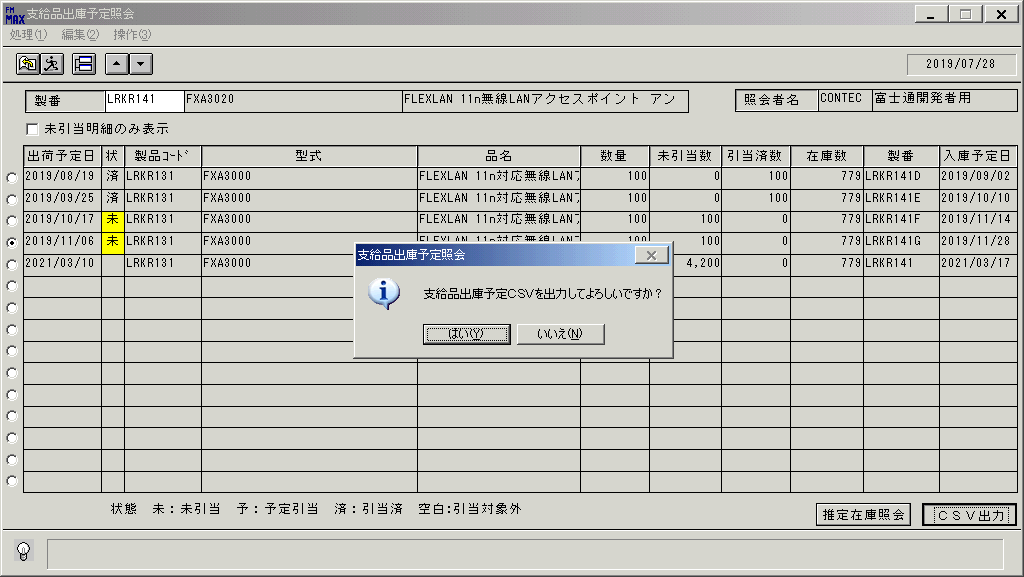 FM MAX 支給品出庫予定照会
処理(1) 編集(2) 操作(3)
2019/07/28
製番 LRKR141 FXA3020 FLEXLAN 11n無線LANアクセスポイント アン 照会者名 CONTEC 富士通開発者用
未引当明細のみ表示
出荷予定日 状 製品コード 型式 品名 数量 未引当数 引当済数 在庫数 製番 入庫予定日
2019/08/19 済 LRKR131 FXA3000 FLEXLAN 11n対応無線LAN 100 0 100 779 LRKR141D 2019/09/02
2019/09/25 済 LRKR131 FXA3000 FLEXLAN 11n対応無線LAN 100 0 100 779 LRKR141E 2019/10/10
2019/10/17 未 LRKR131 FXA3000 FLEXLAN 11n対応無線LAN 100 100 0 779 LRKR141F 2019/11/14
2019/11/06 未 LRKR131 FXA3000 FLEXLAN 11n対応無線LAN 100 100 0 779 LRKR141G 2019/11/28
2021/03/10 LRKR131 FXA3000 4,200 0 779 LRKR141 2021/03/17
支給品出庫予定照会
支給品出庫予定CSVを出力してよろしいですか？
はい(Y) いいえ(N)
状態 未：未引当 予：予定引当 済：引当済 空白:引当対象外
推定在庫照会 ＣＳＶ出力